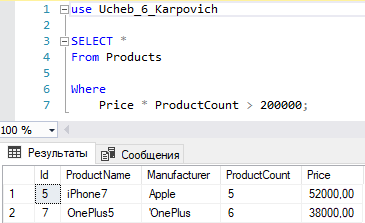 1 use Ucheb_6_Karpovich
2
3 SELECT *
4 From Products
5
6 Where
7 Price * ProductCount > 200000;
100 %
Результаты Сообщения
Id ProductName Manufacturer ProductCount Price
1 5 iPhone7 Apple 5 52000,00
2 7 OnePlus5 'OnePlus 6 38000,00